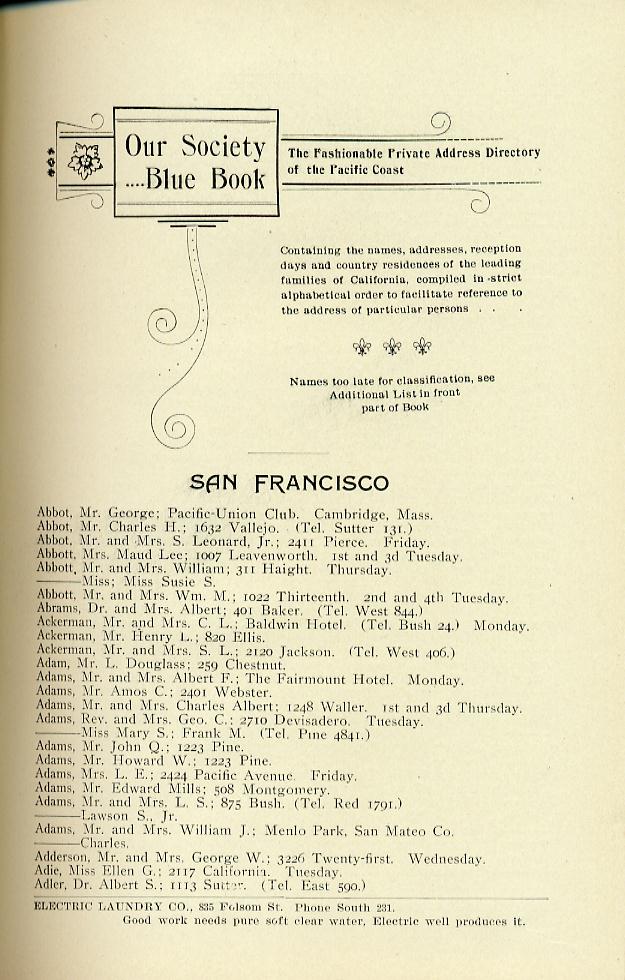 Our Society
....Blue Book
The Fashionable Private Address Directory
of the Pacific Coast
Containing the names, addresses, reception
days and country residences of the leading
families of California, compiled in strict
alphabetical order to facilitate reference to
the address of particular persons . . .
Names too late for classification, see
Additional List in front
part of Book
SAN FRANCISCO
Abbot, Mr. George; Pacific-Union Club. Cambridge, Mass.
Abbot, Mr. Charles H.; 1632 Vallejo. (Tel. Sutter 131.)
Abbot, Mr. and Mrs. S. Leonard, Jr.; 2411 Pierce. Friday.
Abbott, Mrs. Maud Lee; 1007 Leavenworth. 1st and 3d Tuesday.
Abbott, Mr. and Mrs. William; 311 Haight. Thursday.
———Miss; Miss Susie S.
Abbott, Mr. and Mrs. Wm. M.; 1022 Thirteenth. 2nd and 4th Tuesday.
Abrams, Dr. and Mrs. Albert; 401 Baker. (Tel. West 844.)
Ackerman, Mr. and Mrs. C. L.; Baldwin Hotel. (Tel. Bush 24.) Monday.
Ackerman, Mr. Henry L.; 820 Ellis.
Ackerman, Mr. and Mrs. S. L.; 2120 Jackson. (Tel. West 406.)
Adam, Mr. L. Douglass; 259 Chestnut.
Adams, Mr. and Mrs. Albert F.; The Fairmount Hotel. Monday.
Adams, Mr. Amos C.; 2401 Webster.
Adams, Mr. and Mrs. Charles Albert; 1248 Waller. 1st and 3d Thursday.
Adams, Rev. and Mrs. Geo. C.; 2710 Devisadero. Tuesday.
———Miss Mary S.; Frank M. (Tel. Pine 4841.)
Adams, Mr. John Q.; 1223 Pine.
Adams, Mr. Howard W.; 1223 Pine.
Adams, Mrs. L. E.; 2424 Pacific Avenue. Friday.
Adams, Mr. Edward Mills; 508 Montgomery.
Adams, Mr. and Mrs. L. S.; 875 Bush. (Tel. Red 1791.)
———Lawson S., Jr.
Adams, Mr. and Mrs. William J.; Menlo Park, San Mateo Co.
———Charles.
Adderson, Mr. and Mrs. George W.; 3226 Twenty-first. Wednesday.
Adie, Miss Ellen G.; 2117 California. Tuesday.
Adler, Dr. Albert S.; 1113 Sutter. (Tel. East 590.)
ELECTRIC LAUNDRY CO., 835 Folsom St. Phone South 231.
Good work needs pure soft clear water, Electric well produces it.